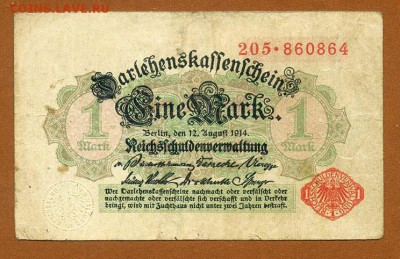 COINS.LAVE.RU
205·860864
Darlehenskassenschein
1 Eine Mark. 1
Mark Mark
Berlin, den 12. August 1914.
Reichsschuldenverwaltung
Wer Darlehenskassenscheine nachmacht oder verfälscht oder
nachgemachte oder verfälschte sich verschafft und in Verkehr
bringt, wird mit Zuchthaus nicht unter zwei Jahren bestraft.
1 1